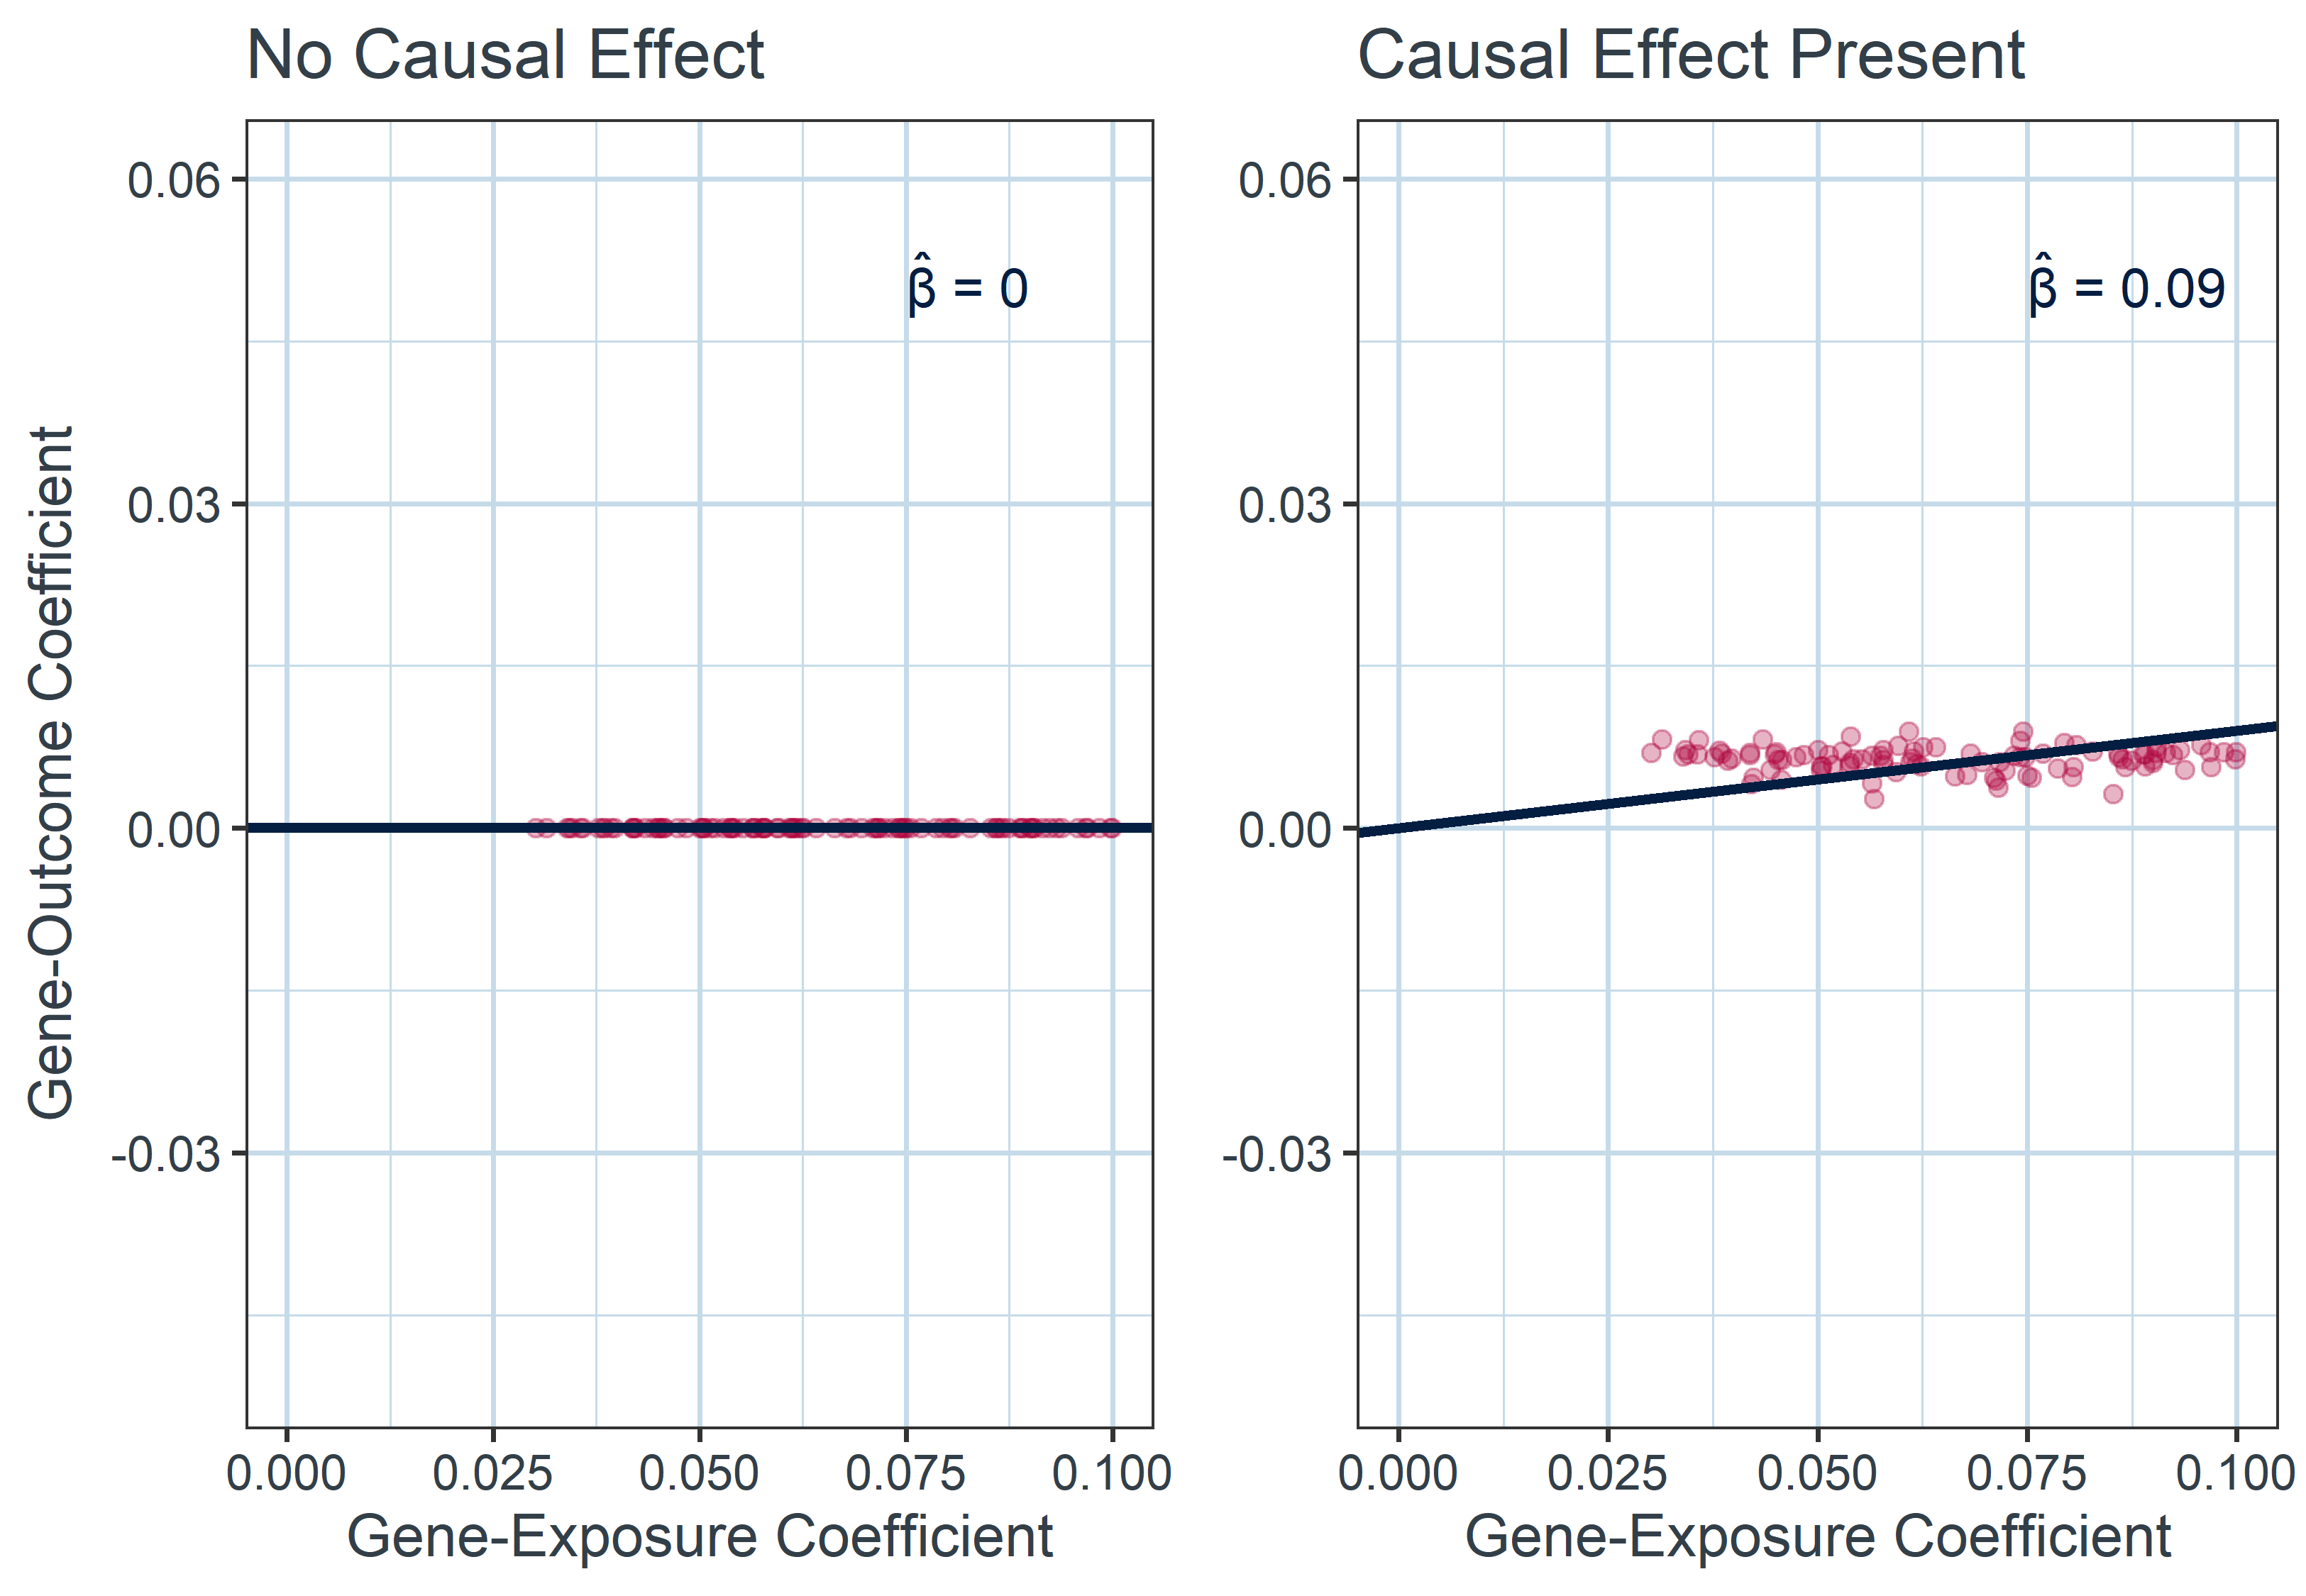 No Causal Effect
Causal Effect Present
Gene-Outcome Coefficient
0.06
0.03
0.00
-0.03
β̂ = 0
0.000 0.025 0.050 0.075 0.100
Gene-Exposure Coefficient
0.06
0.03
0.00
-0.03
β̂ = 0.09
0.000 0.025 0.050 0.075 0.100
Gene-Exposure Coefficient